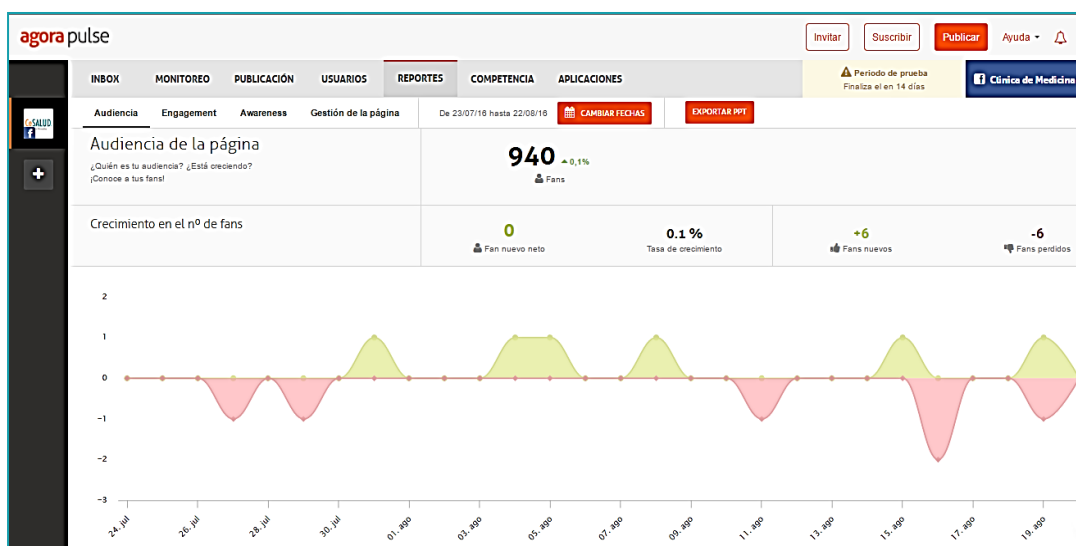 agora pulse
Invitar
Suscribir
Publicar
Ayuda
INBOX
MONITOREO
PUBLICACIÓN
USUARIOS
REPORTES
COMPETENCIA
APLICACIONES
Periodo de prueba
Finaliza el en 14 días
Clínica de Medicina
SALUD
Audiencia
Engagement
Awareness
Gestión de la página
De 23/07/16 hasta 22/08/16
CAMBIAR FECHAS
EXPORTAR PPT
Audiencia de la página
¿Quién es tu audiencia? ¿Está creciendo?
¡Conoce a tus fans!
940
0,1%
Fans
Crecimiento en el nº de fans
0
Fan nuevo neto
0.1 %
Tasa de crecimiento
+6
Fans nuevos
-6
Fans perdidos
2
1
0
-1
-2
-3
24. jul
26. jul
28. jul
30. jul
01. ago
03. ago
05. ago
07. ago
09. ago
11. ago
13. ago
15. ago
17. ago
19. ago